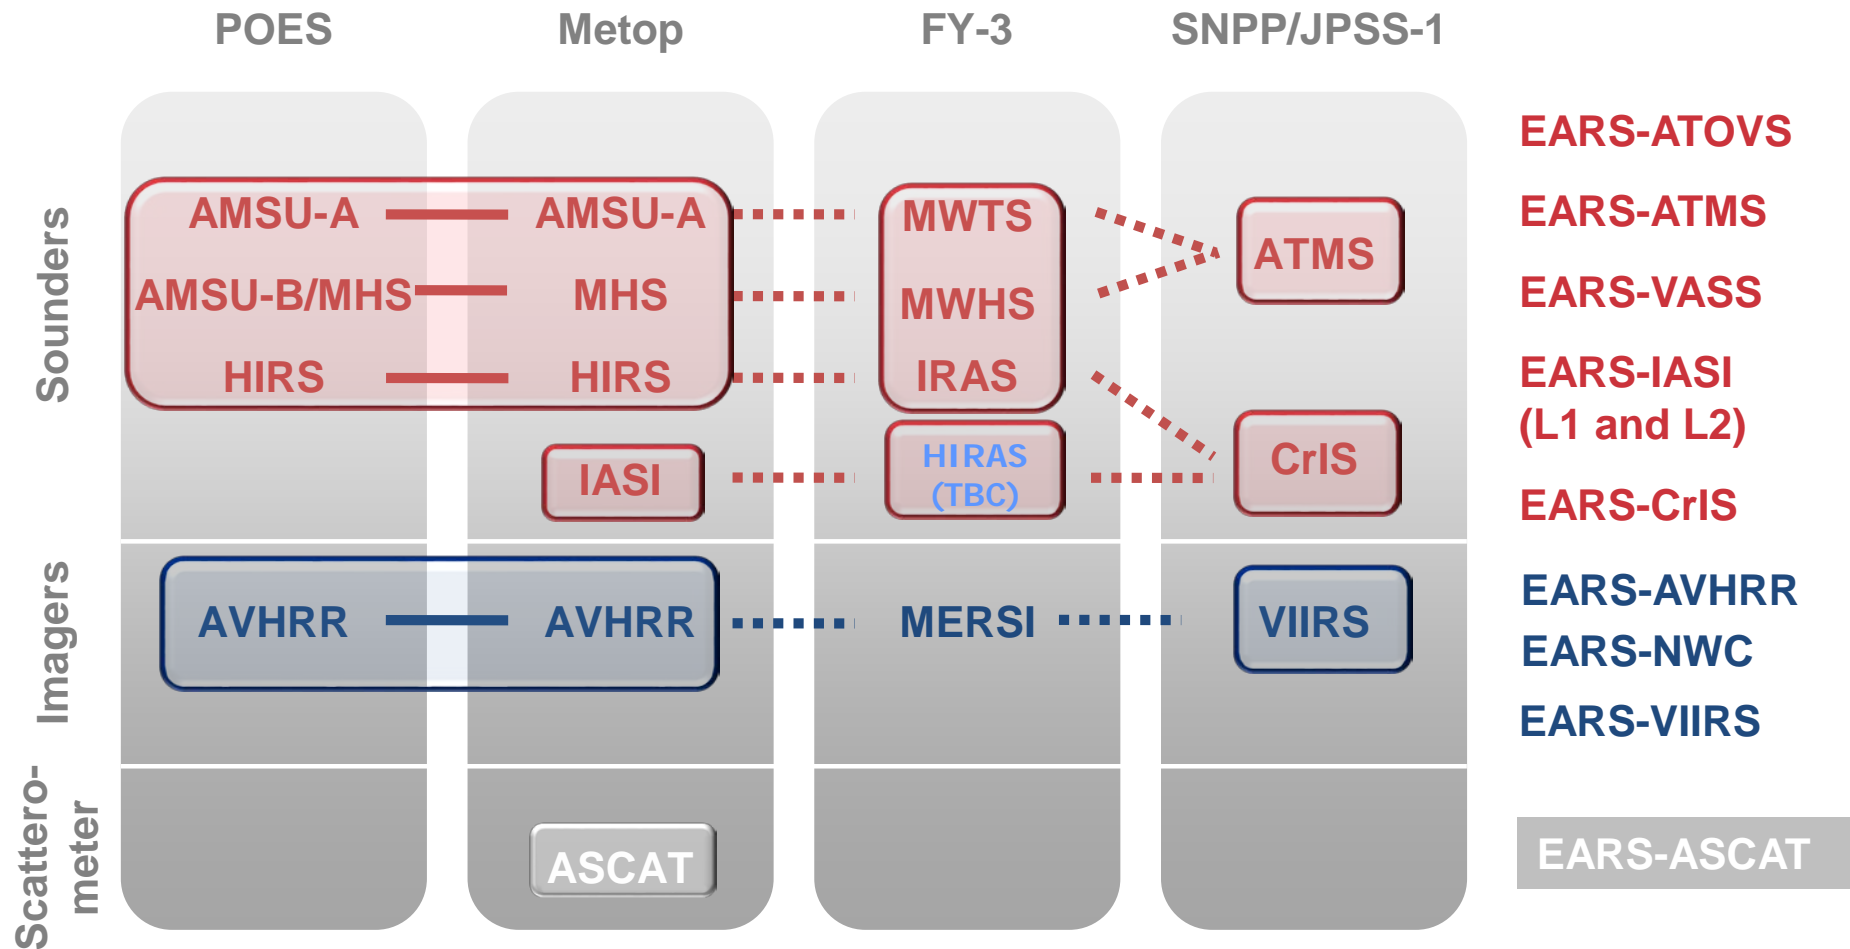 POES
Metop
FY-3
SNPP/JPSS-1
Sounders
AMSU-A
AMSU-A
MWTS
ATMS
AMSU-B/MHS
MHS
MWHS
HIRS
HIRS
IRAS
IASI
HIRAS
(TBC)
CrIS
Imagers
AVHRR
AVHRR
MERSI
VIIRS
Scattero-
meter
ASCAT
EARS-ATOVS
EARS-ATMS
EARS-VASS
EARS-IASI
(L1 and L2)
EARS-CrIS
EARS-AVHRR
EARS-NWC
EARS-VIIRS
EARS-ASCAT